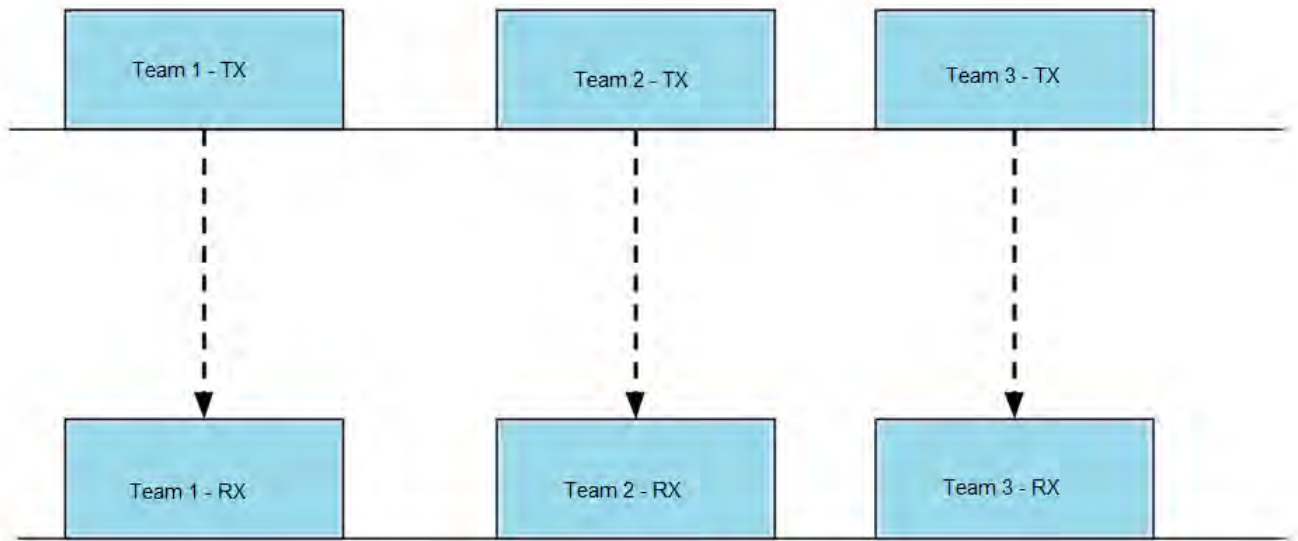 Team 1 - TX
Team 2 - TX
Team 3 - TX
Team 1 - RX
Team 2 - RX
Team 3 - RX